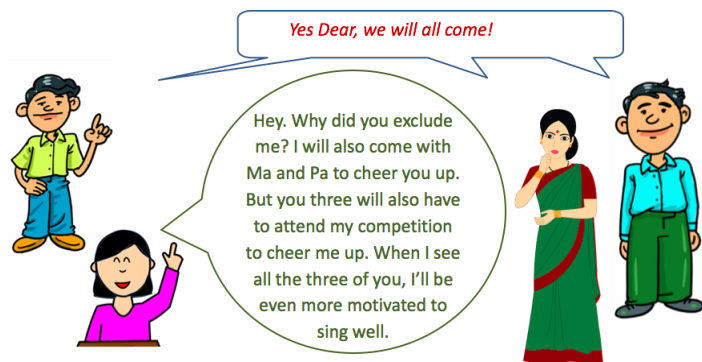 Yes Dear, we will all come!
Hey. Why did you exclude
me? I will also come with
Ma and Pa to cheer you up.
But you three will also have
to attend my competition
to cheer me up. When I see
all the three of you, I’ll be
even more motivated to
sing well.